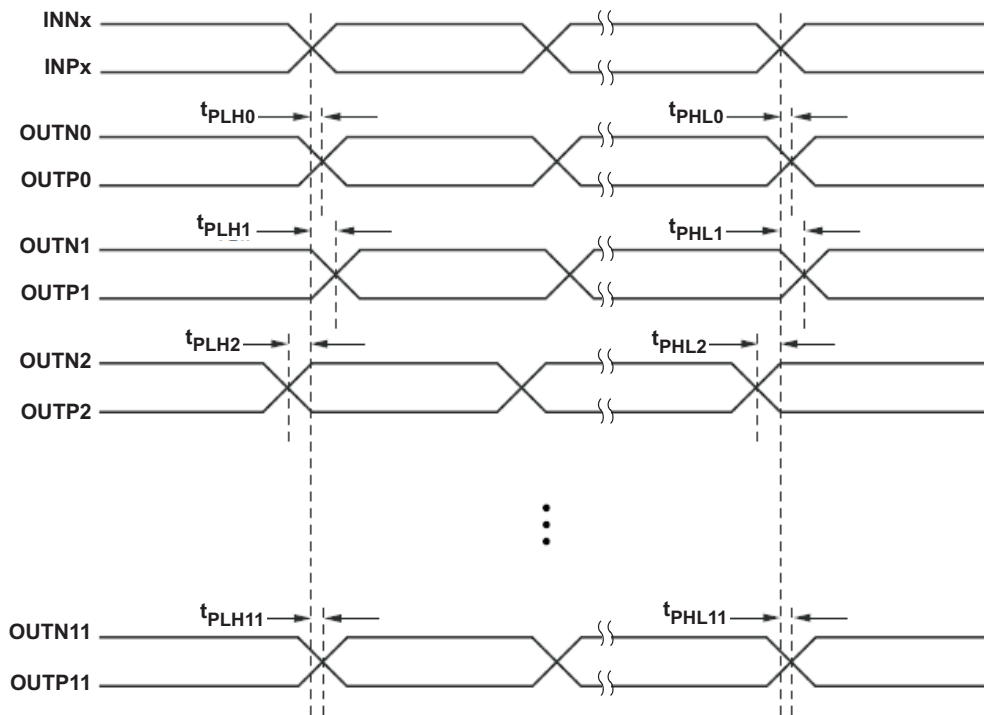 INNx
INPx
tPLH0 tPHL0
OUTN0
OUTP0
tPLH1 tPHL1
OUTN1
OUTP1
tPLH2 tPHL2
OUTN2
OUTP2
tPLH11 tPHL11
OUTN11
OUTP11